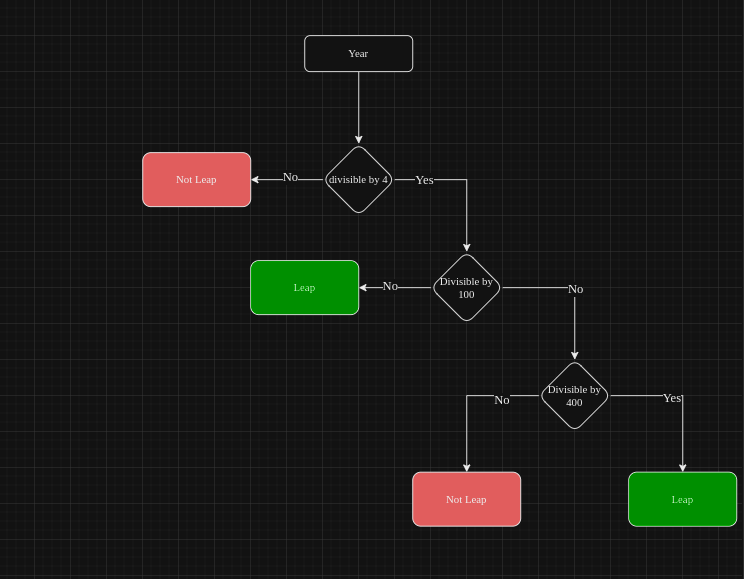 Year
Not Leap
No
divisible by 4
Yes
Leap
No
Divisible by
100
No
No
Divisible by
400
Yes
Not Leap
Leap